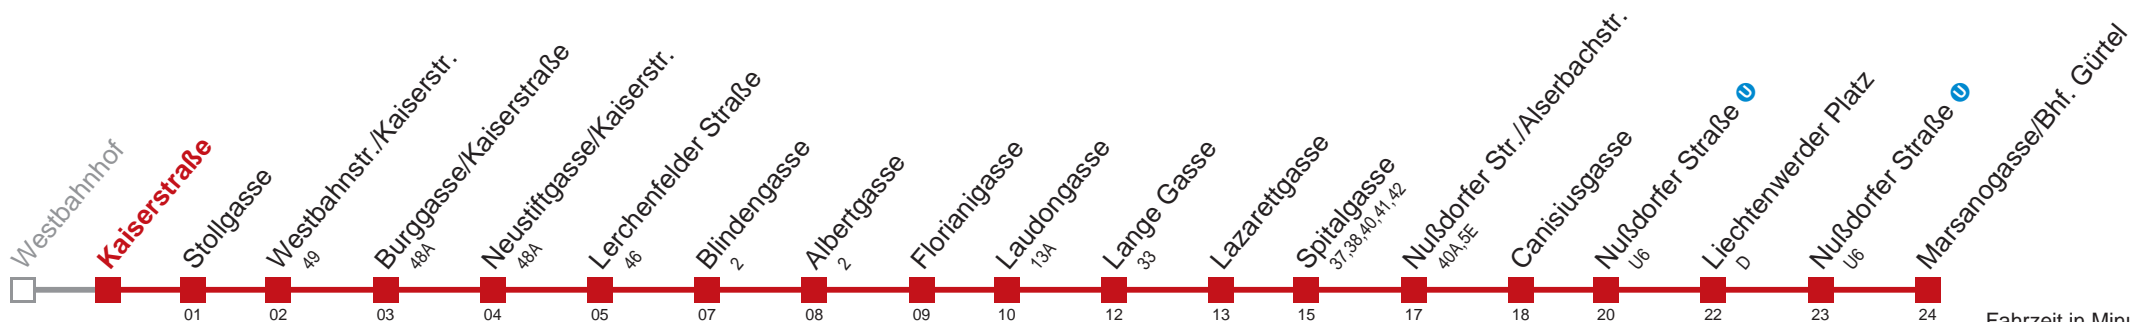 Westbahnhof
Kaiserstraße
Stollgasse
Westbahnstr./Kaiserstr.
49
Burggasse/Kaiserstraße
48A
Neustiftgasse/Kaiserstr.
48A
Lerchenfelder Straße
46
Blindengasse
2
Albertgasse
2
Florianigasse
Laudongasse
13A
Lange Gasse
33
Lazarettgasse
Spitalgasse
37,38,40,41,42
Nußdorfer Str./Alserbachstr.
40A,5E
Canisiusgasse
Nußdorfer Straße U
U6
Liechtenwerder Platz
D
Nußdorfer Straße U
U6
Marsanogasse/Bhf. Gürtel
01 02 03 04 05 07 08 09 10 12 13 15 17 18 20 22 23 24
Fahrzeit in Minu